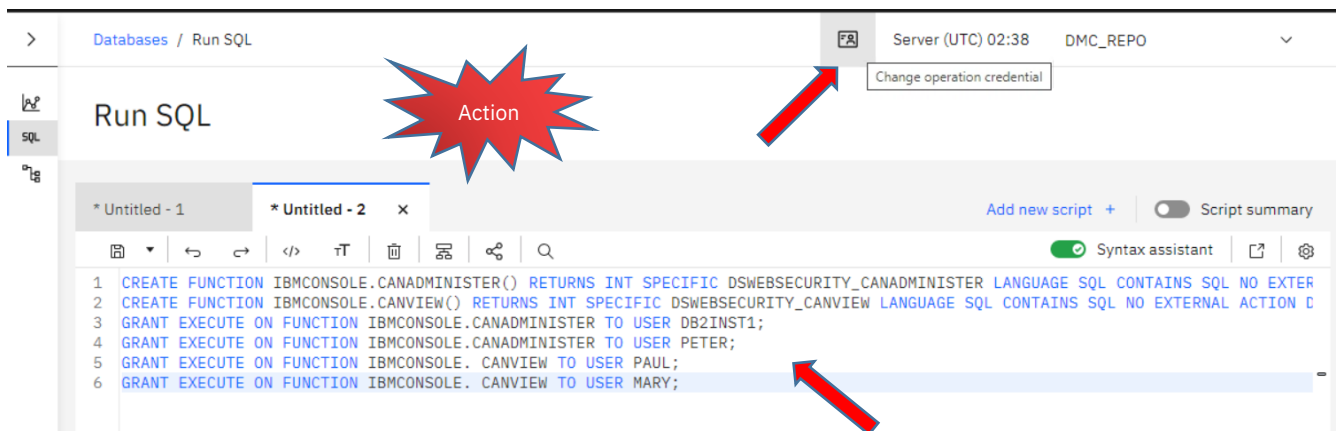 Databases / Run SQL
Server (UTC) 02:38
DMC_REPO
Change operation credential
Run SQL
Action
SQL
* Untitled - 1
* Untitled - 2 ×
Add new script +
Script summary
</> TT
Syntax assistant
1 CREATE FUNCTION IBMCONSOLE.CANADMINISTER() RETURNS INT SPECIFIC DSWEBSECURITY_CANADMINISTER LANGUAGE SQL CONTAINS SQL NO EXTER
2 CREATE FUNCTION IBMCONSOLE.CANVIEW() RETURNS INT SPECIFIC DSWEBSECURITY_CANVIEW LANGUAGE SQL CONTAINS SQL NO EXTERNAL ACTION D
3 GRANT EXECUTE ON FUNCTION IBMCONSOLE.CANADMINISTER TO USER DB2INST1;
4 GRANT EXECUTE ON FUNCTION IBMCONSOLE.CANADMINISTER TO USER PETER;
5 GRANT EXECUTE ON FUNCTION IBMCONSOLE. CANVIEW TO USER PAUL;
6 GRANT EXECUTE ON FUNCTION IBMCONSOLE. CANVIEW TO USER MARY;